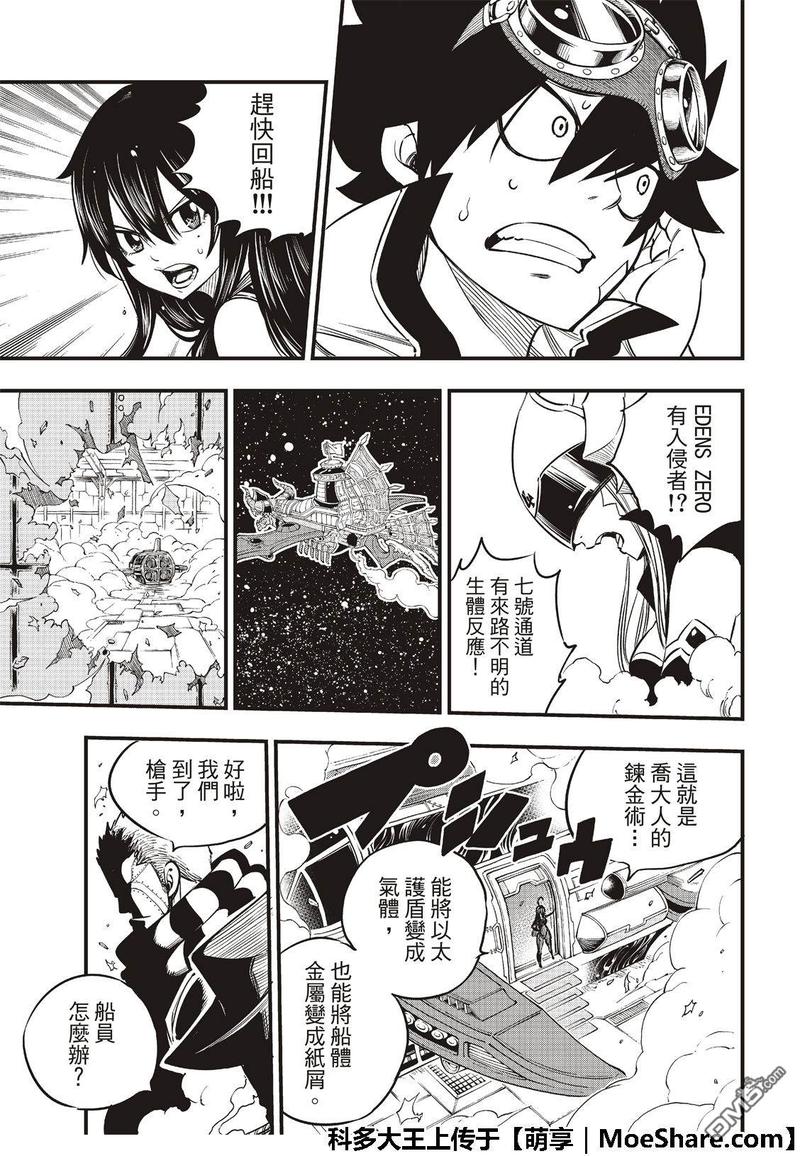 趕快回船!!!
EDENS ZERO
有入侵者!?
七號通道
有來路不明的
生體反應！
這就是
喬大人的
鍊金術…
能將以太
護盾變成
氣體，
也能將船體
金屬變成紙屑。
好啦，
我們
到了，
槍手。
船員
怎麼辦？
プシュウ
科多大王上传于【萌享｜MoeShare.com】